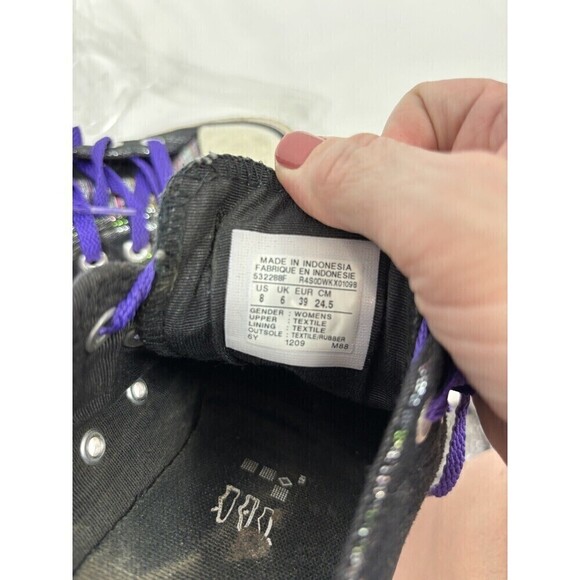 MADE IN INDONESIA
FABRIQUE EN INDONESIE
532288F R4S0DWKX01098
US UK EUR CM
8 6 39 24.5
GENDER : WOMENS
UPPER : TEXTILE
LINING : TEXTILE
OUTSOLE : TEXTILE/RUBBER
6Y 1209 M88